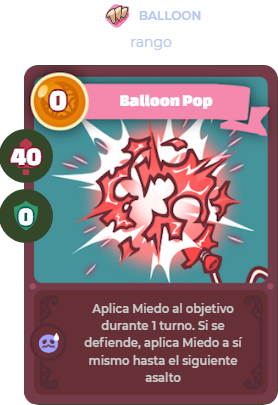 BALLOON
rango
0
Balloon Pop
40
0
Aplica Miedo al objetivo
durante 1 turno. Si se
defiende, aplica Miedo a sí
mismo hasta el siguiente
asalto